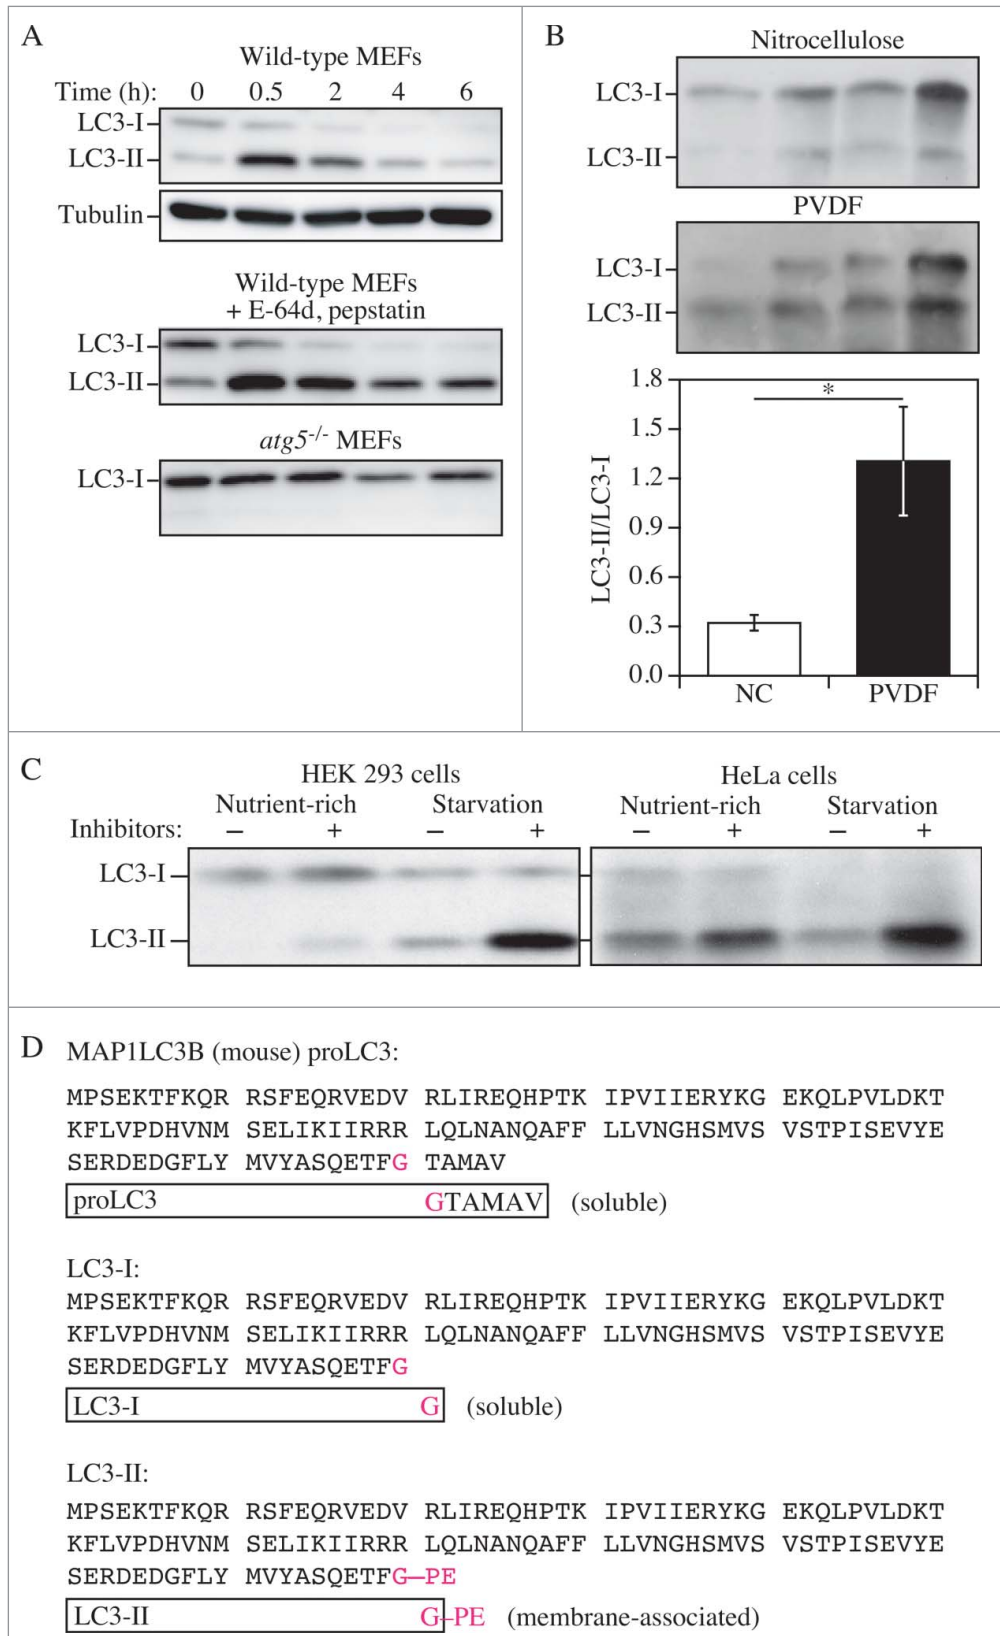 A
Wild-type MEFs
Time (h): 0 0.5 2 4 6
LC3-I
LC3-II
Tubulin
Wild-type MEFs
+ E-64d, pepstatin
LC3-I
LC3-II
atg5-/- MEFs
LC3-I
B
Nitrocellulose
LC3-I
LC3-II
PVDF
LC3-I
LC3-II
1.8
*
1.5
1.2
0.9
0.6
0.3
0.0
LC3-II/LC3-I
NC PVDF
C
HEK 293 cells HeLa cells
Nutrient-rich Starvation Nutrient-rich Starvation
Inhibitors: – + – + – + – +
LC3-I
LC3-II
D MAP1LC3B (mouse) proLC3:
MPSEKTFKQR RSFEQRVEDV RLIREQHPTK IPVIIERYKG EKQLPVLDKT
KFLVPDHVNM SELIKIIRRR LQLNANQAFF LLVNGHSMVS VSTPISEVYE
SERDEDGFLY MVYASQETFG TAMAV
proLC3 GTAMAV (soluble)
LC3-I:
MPSEKTFKQR RSFEQRVEDV RLIREQHPTK IPVIIERYKG EKQLPVLDKT
KFLVPDHVNM SELIKIIRRR LQLNANQAFF LLVNGHSMVS VSTPISEVYE
SERDEDGFLY MVYASQETFG
LC3-I G (soluble)
LC3-II:
MPSEKTFKQR RSFEQRVEDV RLIREQHPTK IPVIIERYKG EKQLPVLDKT
KFLVPDHVNM SELIKIIRRR LQLNANQAFF LLVNGHSMVS VSTPISEVYE
SERDEDGFLY MVYASQETFG–PE
LC3-II G–PE (membrane-associated)